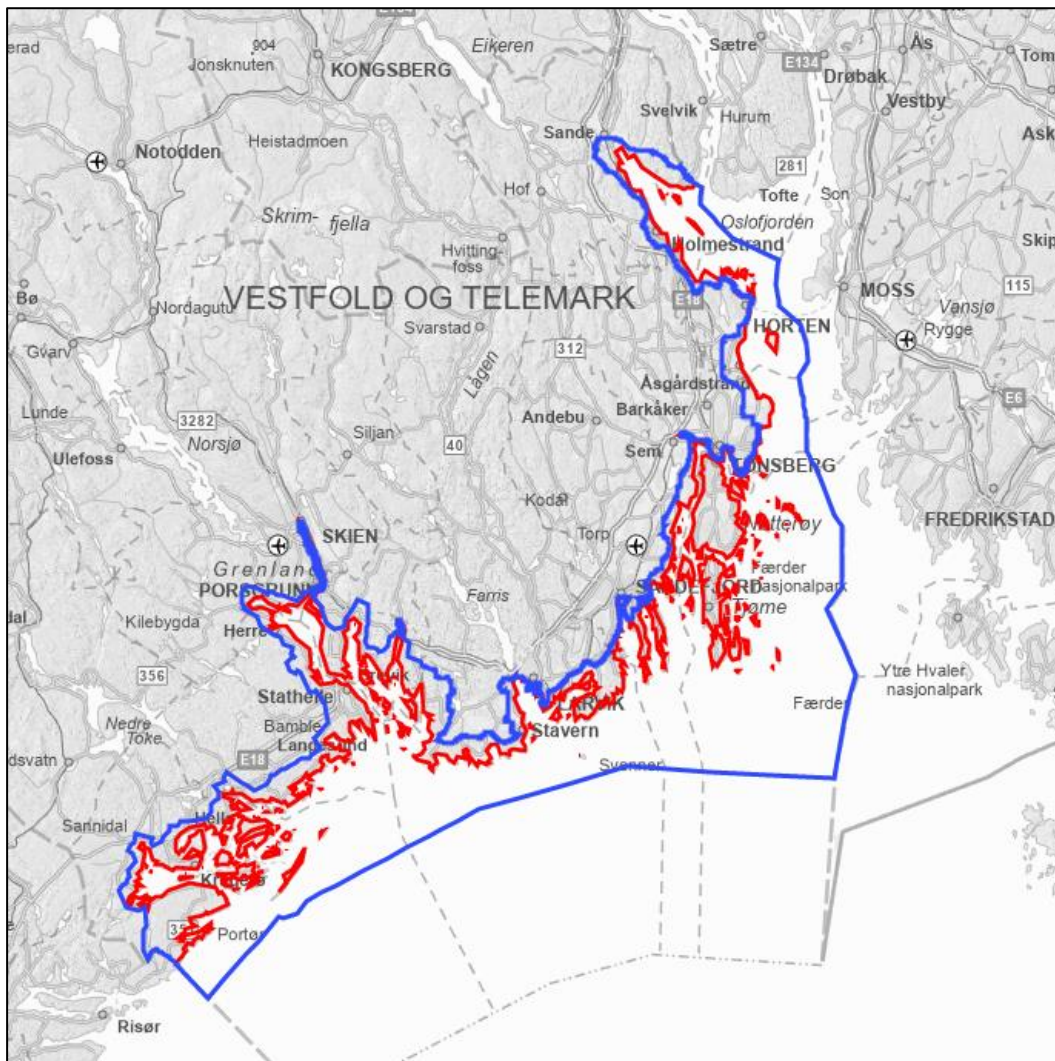 Sætre
Ås
E134
Tom
Drøbak
904
Eikeren
Jonsknuten
KONGSBERG
Svelvik
Hurum
Vestby
Ask
Sande
Notodden
Heistadmoen
281
Hof
Tofte
Son
Skrim-
fjella
Oslofjorden
Holmestrand
Skip
Hvitting-
foss
Bø
Nordagutu
VESTFOLD OG TELEMARK
E18
MOSS
Vansjø
115
Rygge
HORTEN
Svarstad
Gvarv
312
Lågen
Åsgårdstrand
E6
Lunde
3282
Norsjø
Siljan
40
Andebu
Barkåker
Ulefoss
Sem
TØNSBERG
Kodal
SKIEN
Torp
Nøtterøy
FREDRIKSTAD
Grenland
PORSGRUNN
Færder
nasjonalpark
SANDEFJORD
Tjøme
Farris
Kilebygda
Herre
356
Stathelle
Brevik
Ytre Hvaler
nasjonalpark
Færder
LARVIK
Stavern
Nedre
Toke
Bamble
Langesund
E18
Svenner
Sannidal
Kragerø
Portør
Risør